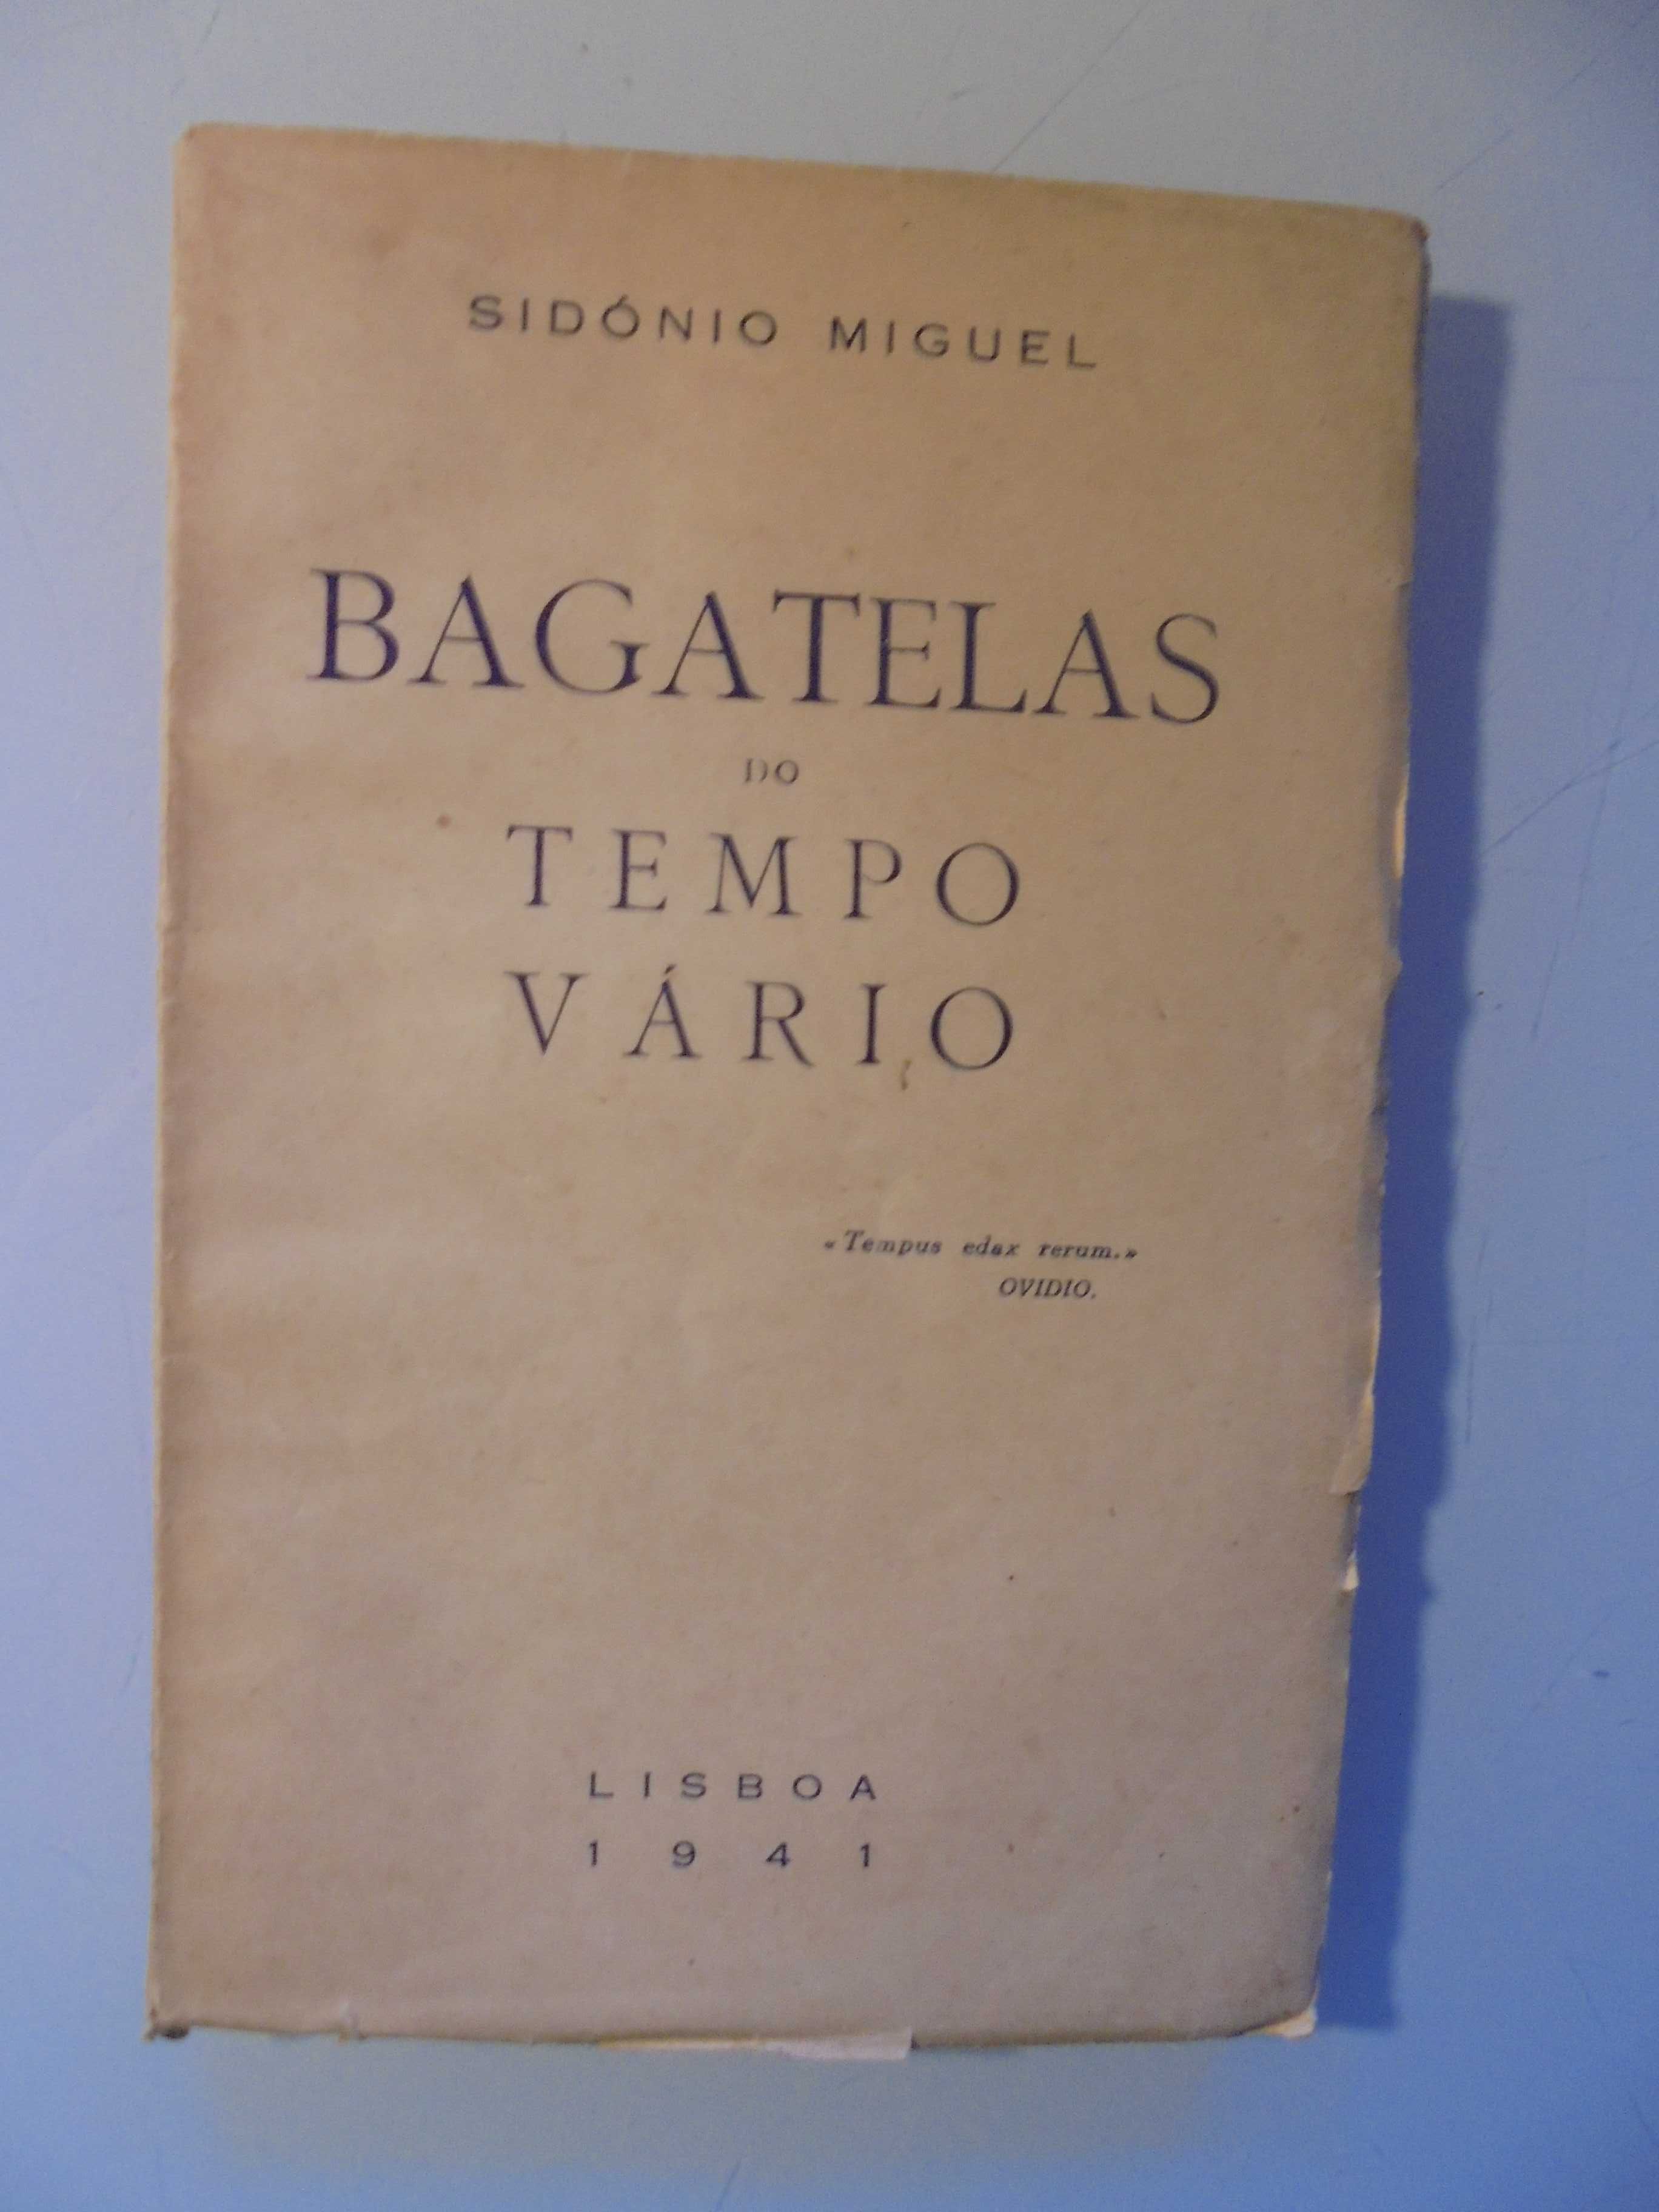 SIDÓNIO MIGUEL
BAGATELAS
DO
TEMPO
VÁRIO
«Tempus edax rerum.»
OVIDIO.
LISBOA
1941